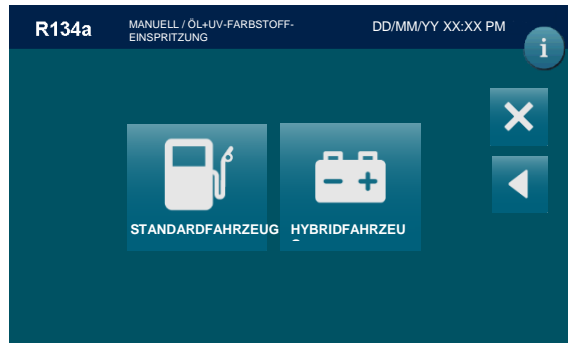 R134a
MANUELL / ÖL+UV-FARBSTOFF-
EINSPRITZUNG
DD/MM/YY XX:XX PM
i
STANDARDFAHRZEUG
HYBRIDFAHRZEU